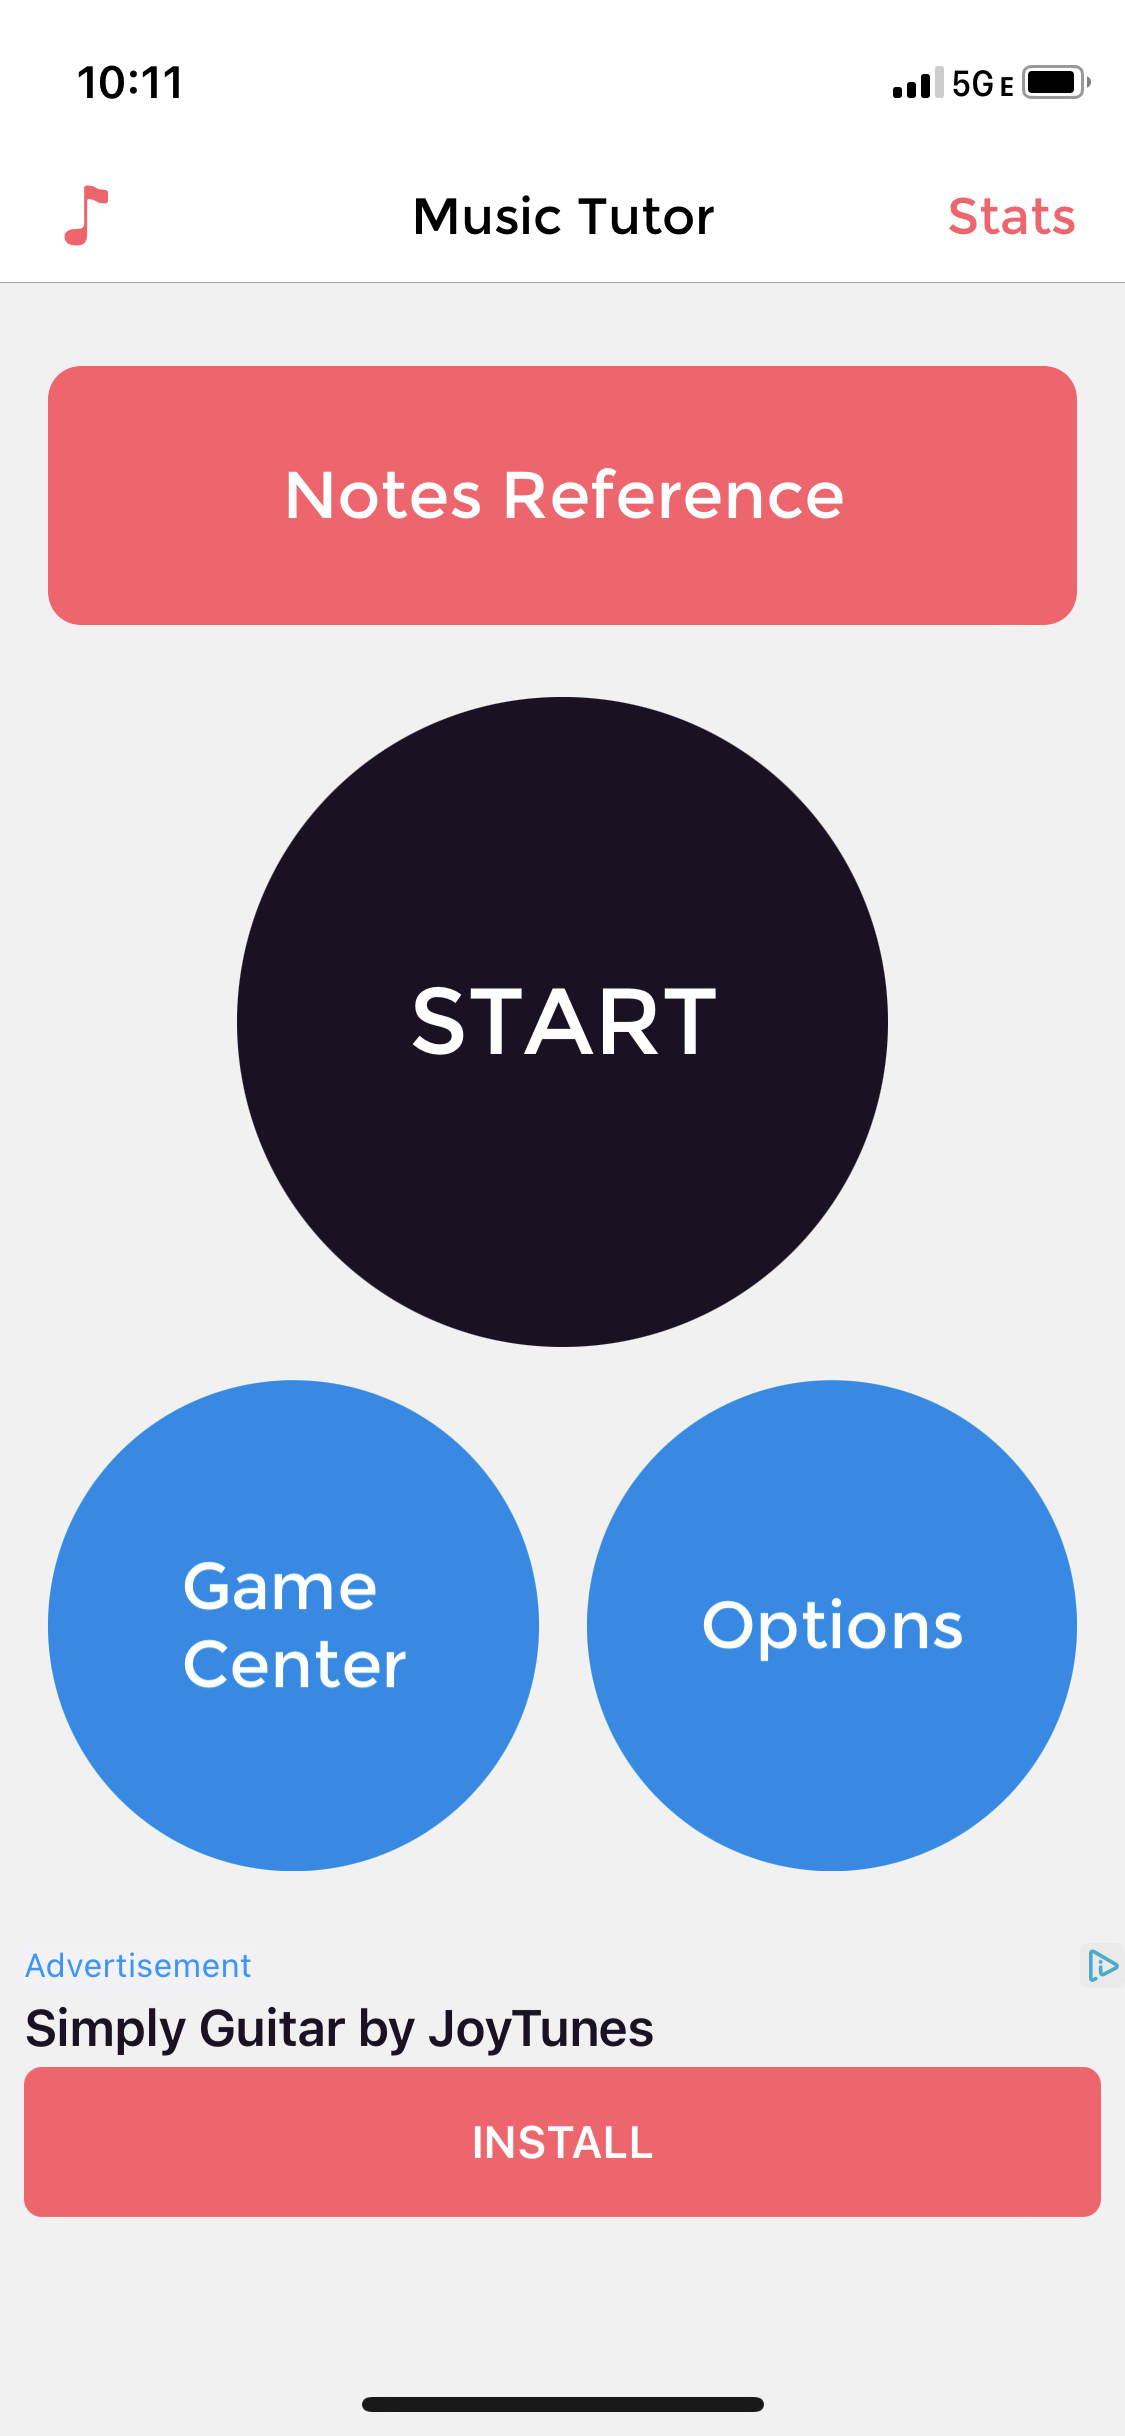 10:11
5G E
Music Tutor
Stats
Notes Reference
START
Game
Center
Options
Advertisement
Simply Guitar by JoyTunes
INSTALL